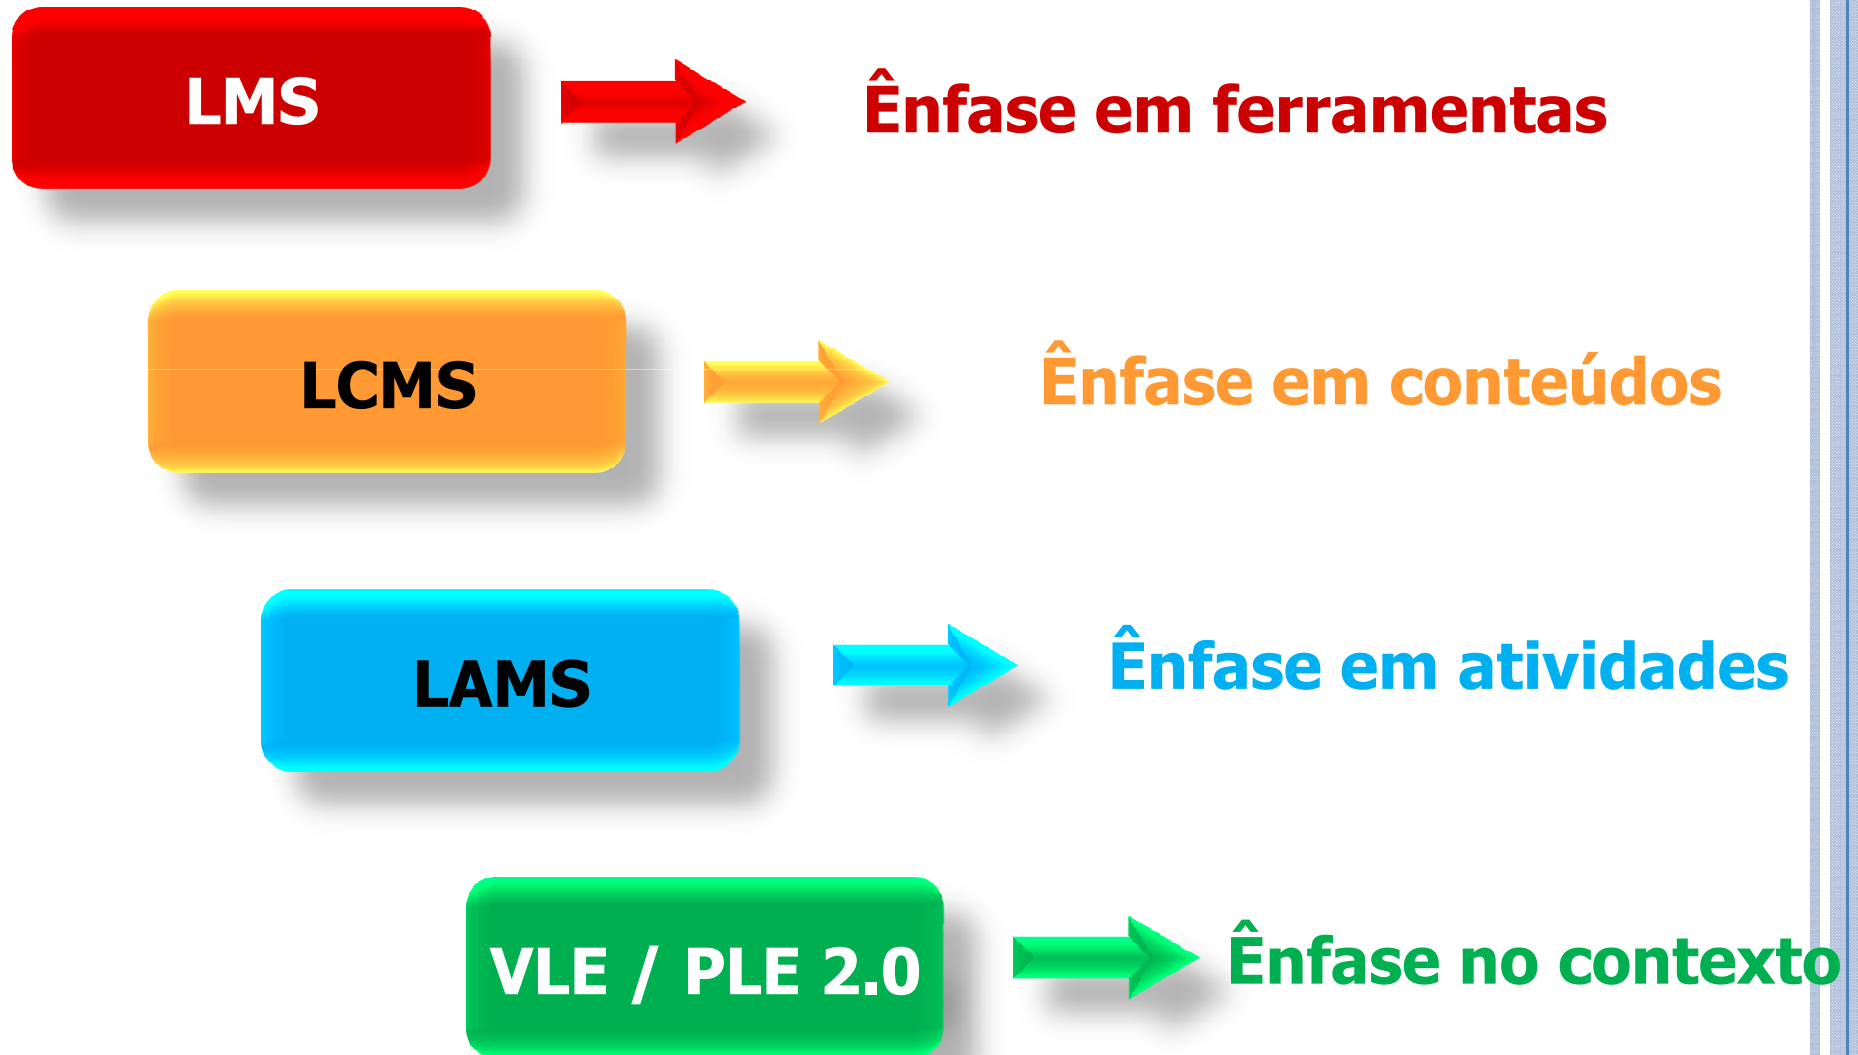 LMS
Ênfase em ferramentas
LCMS
Ênfase em conteúdos
LAMS
Ênfase em atividades
VLE / PLE 2.0
Ênfase no contexto